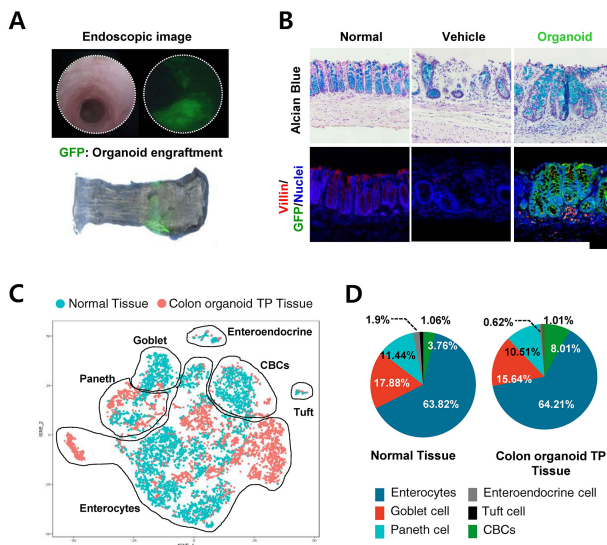 A
Endoscopic image
GFP: Organoid engraftment
B
Normal
Vehicle
Organoid
Alcian Blue
Villin/
GFP/Nuclei
C
Normal Tissue
Colon organoid TP Tissue
Enteroendocrine
Goblet
CBCs
Paneth
Tuft
Enterocytes
D
1.9%
1.06%
3.76%
11.44%
17.88%
63.82%
Normal Tissue
0.62%
1.01%
8.01%
10.51%
15.64%
64.21%
Colon organoid TP
Tissue
Enterocytes
Enteroendocrine cell
Goblet cell
Tuft cell
Paneth cel
CBCs